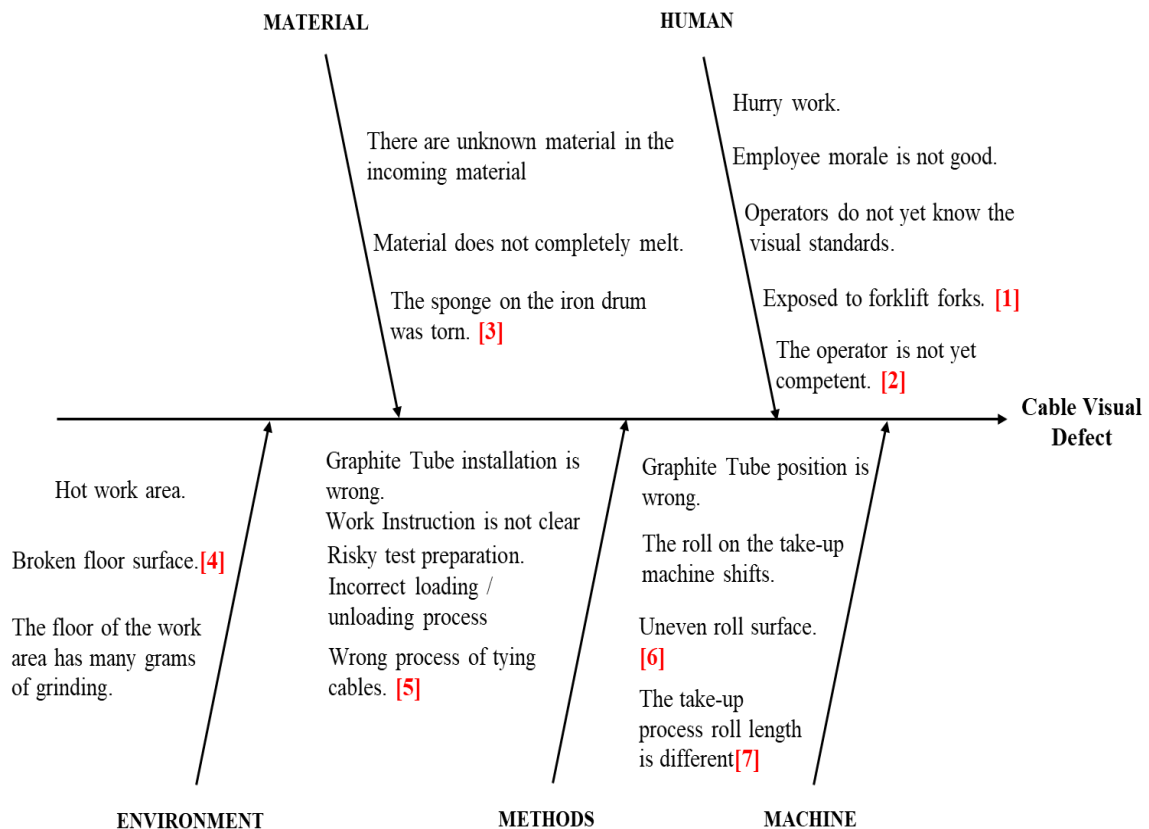 MATERIAL
HUMAN
There are unknown material in the
incoming material
Material does not completely melt.
The sponge on the iron drum
was torn. [3]
Hurry work.
Employee morale is not good.
Operators do not yet know the
visual standards.
Exposed to forklift forks. [1]
The operator is not yet
competent. [2]
Cable Visual
Defect
Hot work area.
Broken floor surface.[4]
The floor of the work
area has many grams
of grinding.
Graphite Tube installation is
wrong.
Work Instruction is not clear
Risky test preparation.
Incorrect loading /
unloading process
Wrong process of tying
cables. [5]
Graphite Tube position is
wrong.
The roll on the take-up
machine shifts.
Uneven roll surface.
[6]
The take-up
process roll length
is different[7]
ENVIRONMENT
METHODS
MACHINE